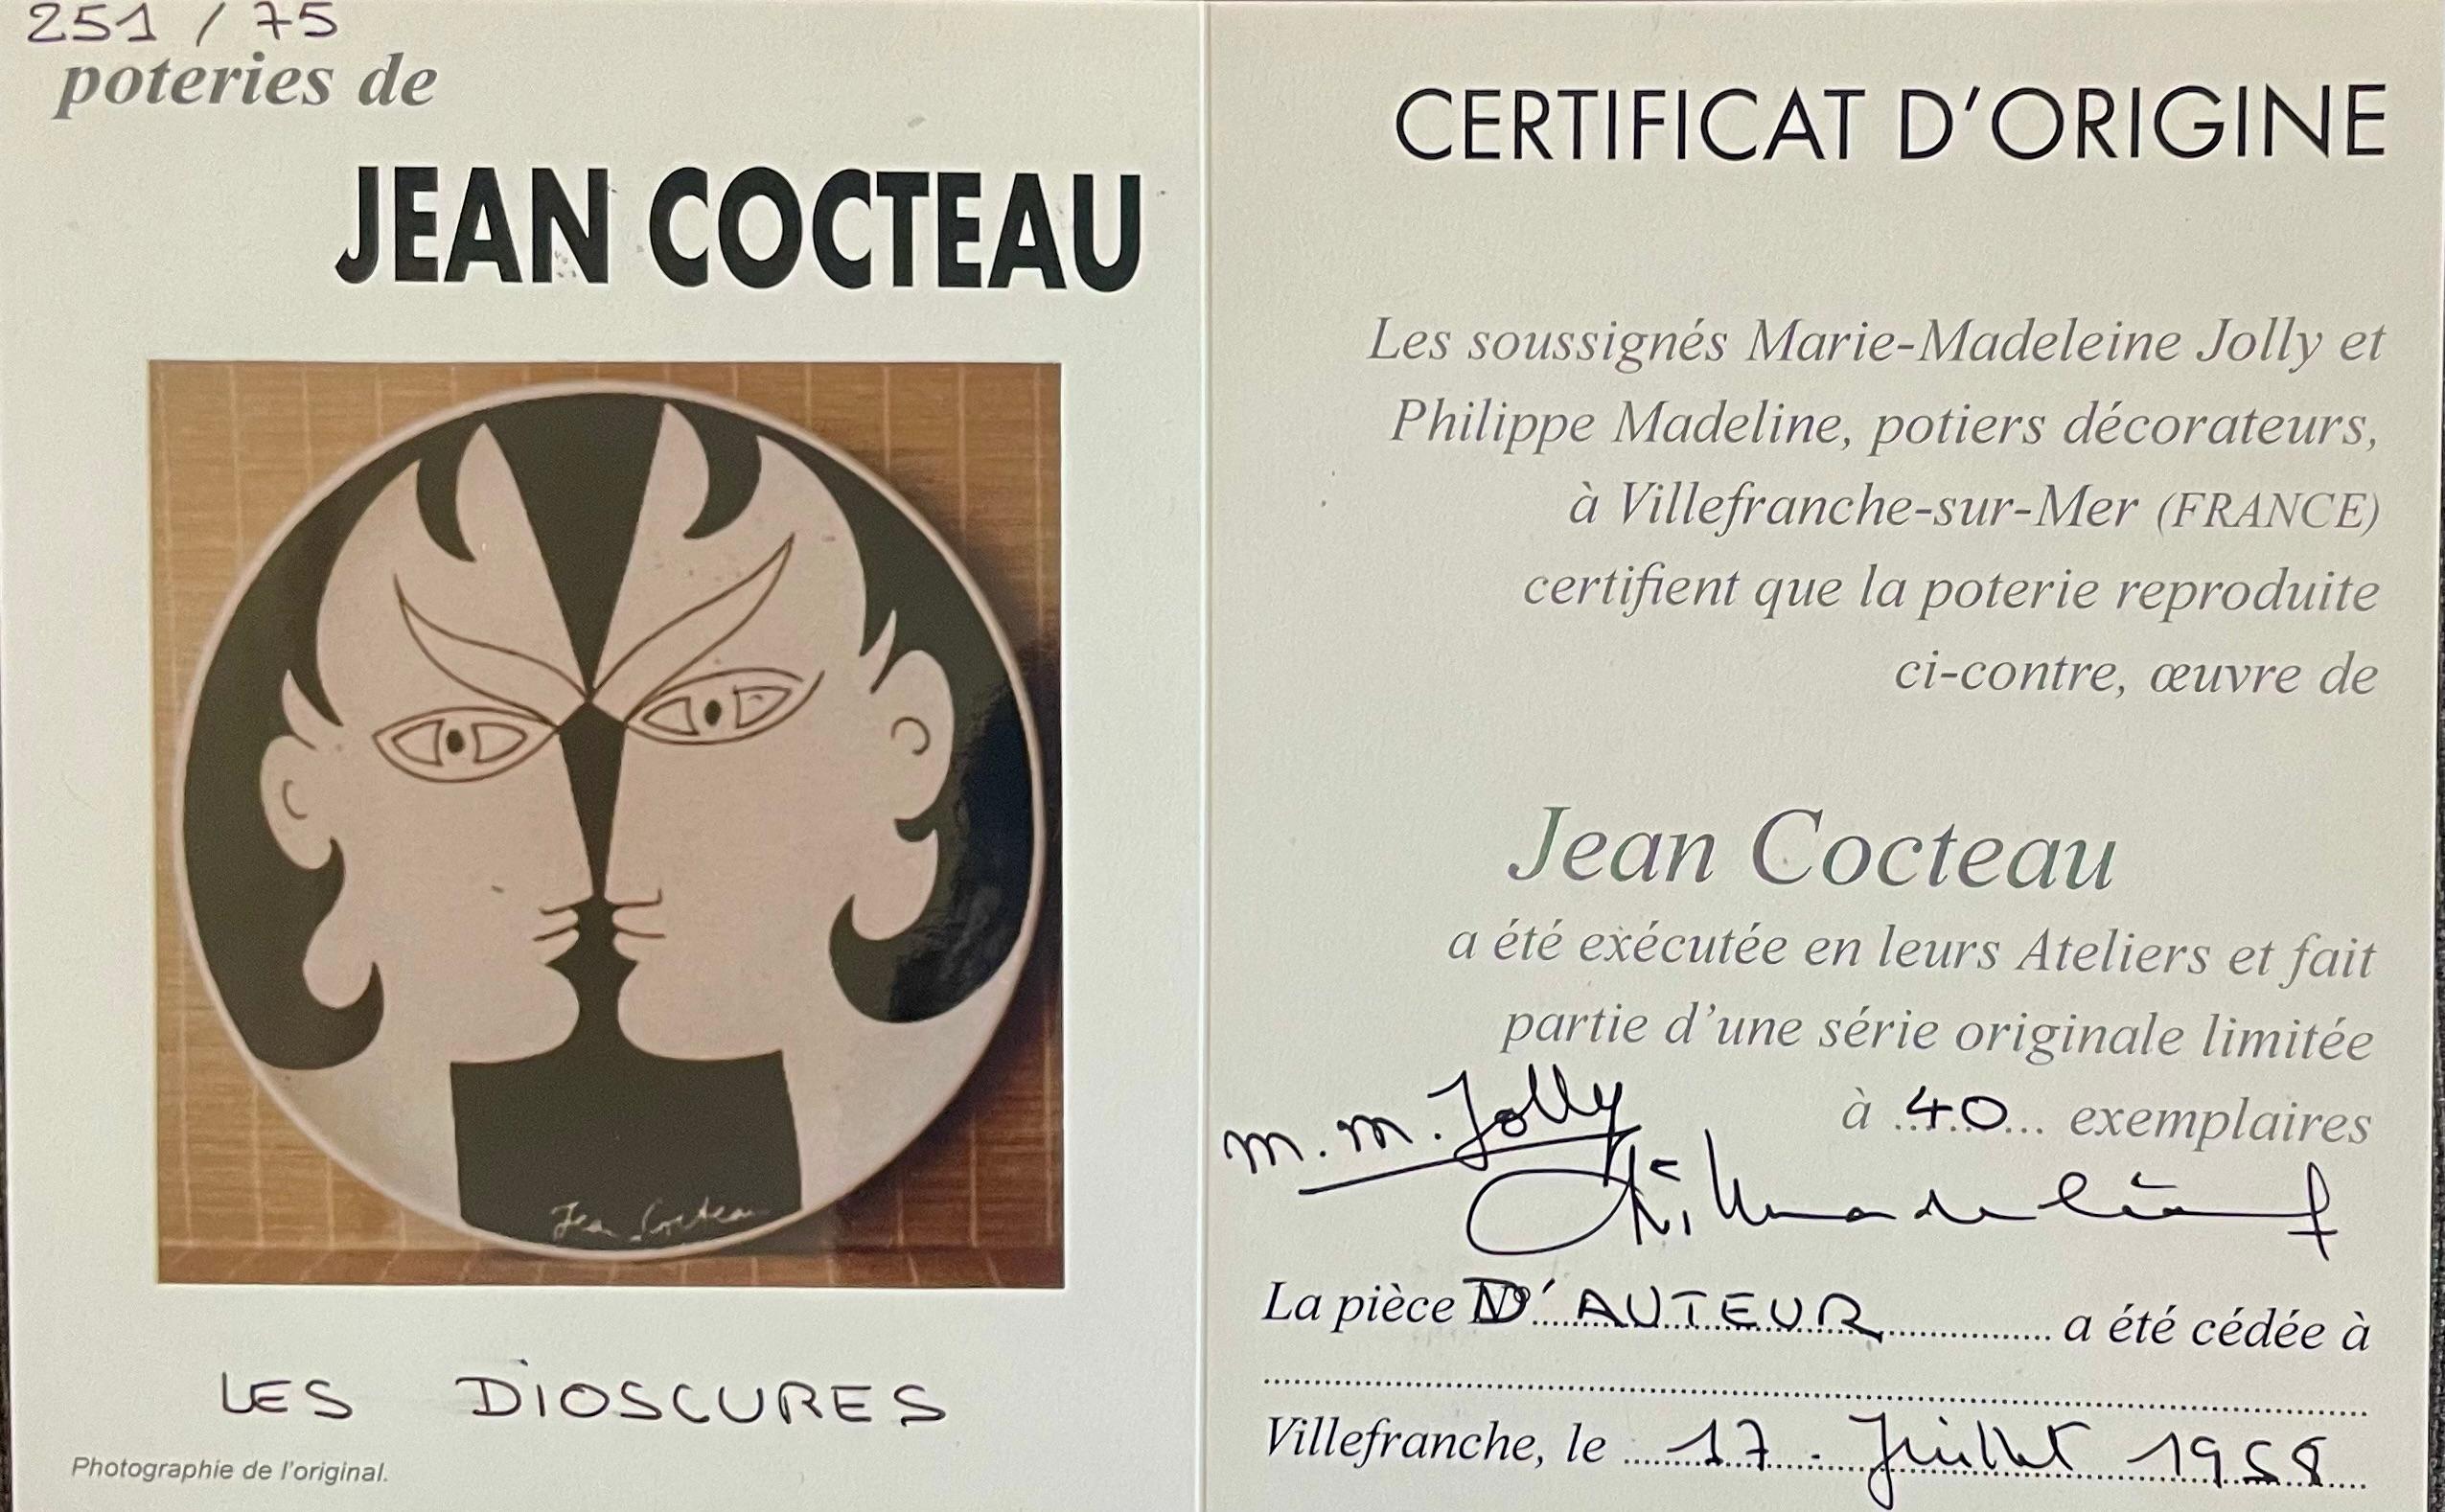 251 / 75
poteries de
JEAN COCTEAU
Jean Cocteau
LES DIOSCURES
Photographie de l'original.
CERTIFICAT D'ORIGINE
Les soussignés Marie-Madeleine Jolly et
Philippe Madeline, potiers décorateurs,
à Villefranche-sur-Mer (FRANCE)
certifient que la poterie reproduite
ci-contre, œuvre de
Jean Cocteau
a été exécutée en leurs Ateliers et fait
partie d'une série originale limitée
à ..40... exemplaires
M. M. Jolly
La pièce D'AUTEUR a été cédée à
Villefranche, le 17. Juillet 1958